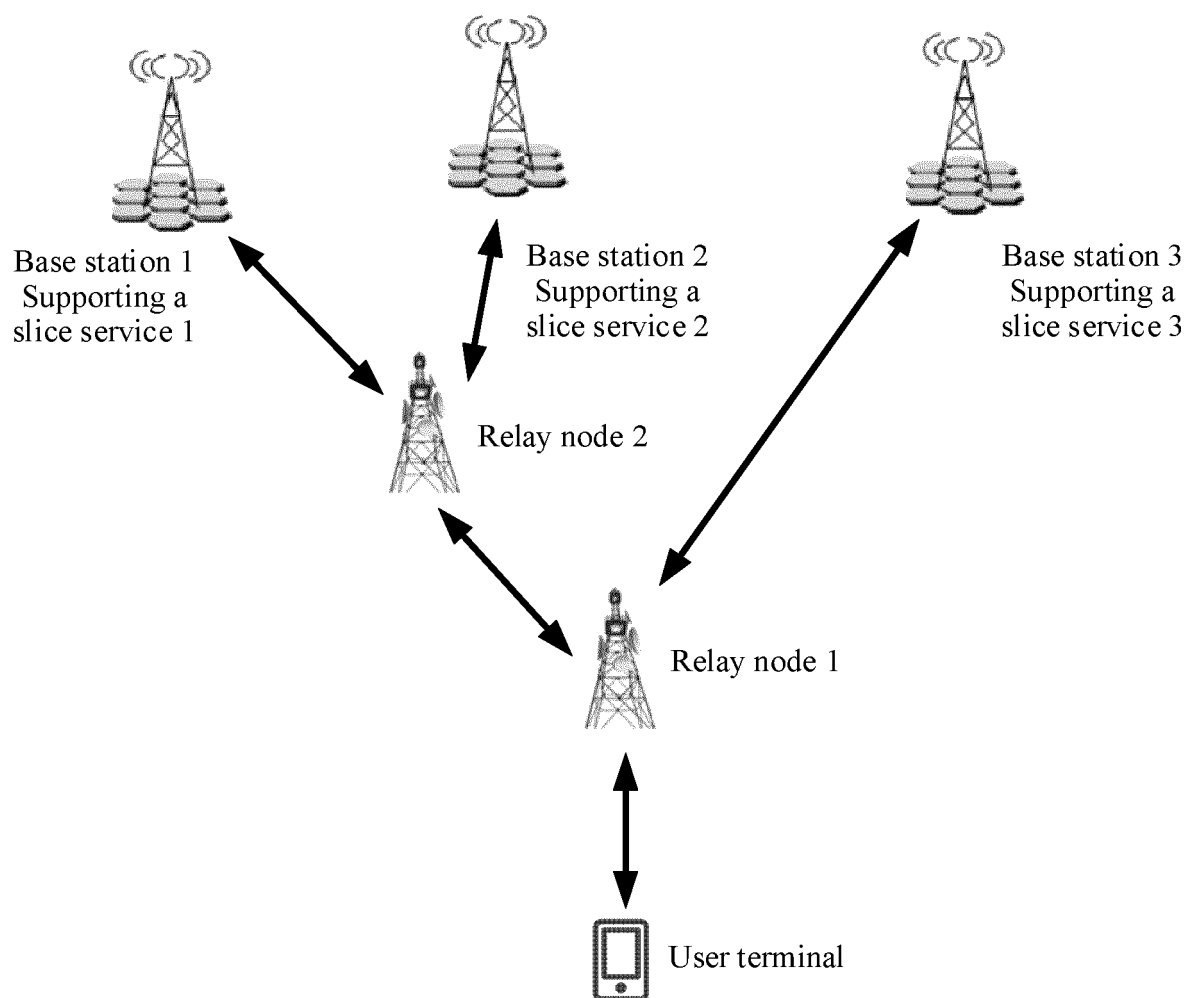 Base station 1
Supporting a
slice service 1
Base station 2
Supporting a
slice service 2
Base station 3
Supporting a
slice service 3
Relay node 2
Relay node 1
User terminal